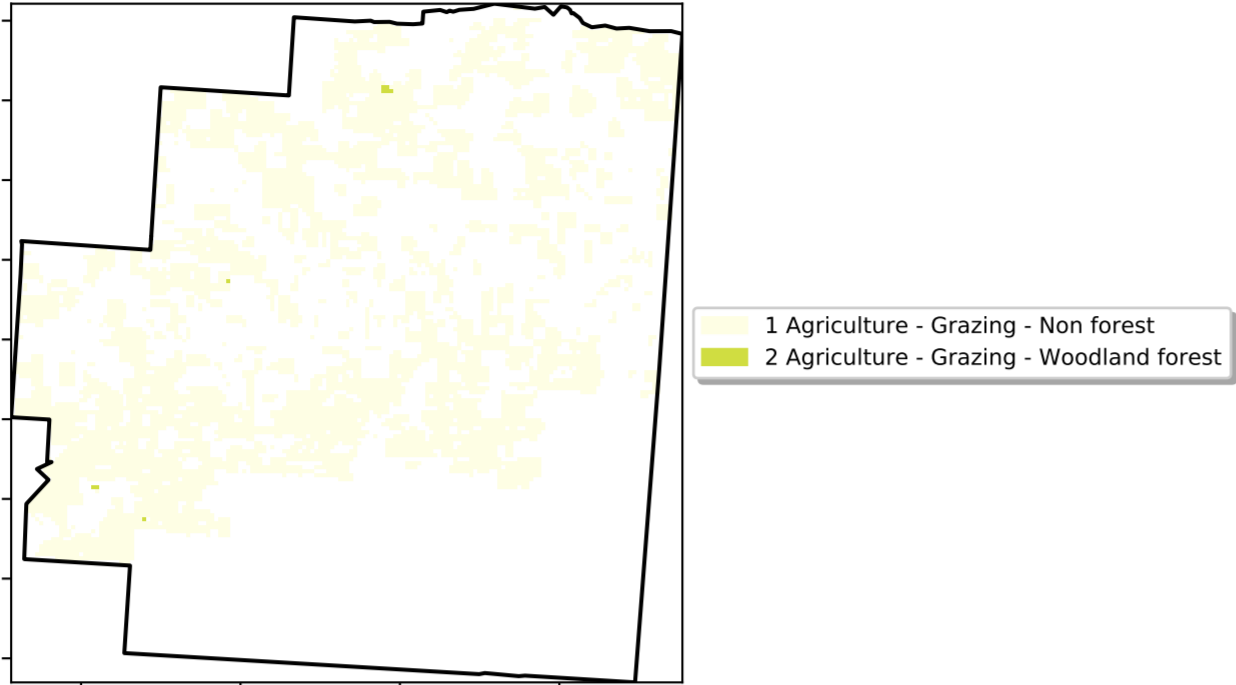 1 Agriculture - Grazing - Non forest
2 Agriculture - Grazing - Woodland forest